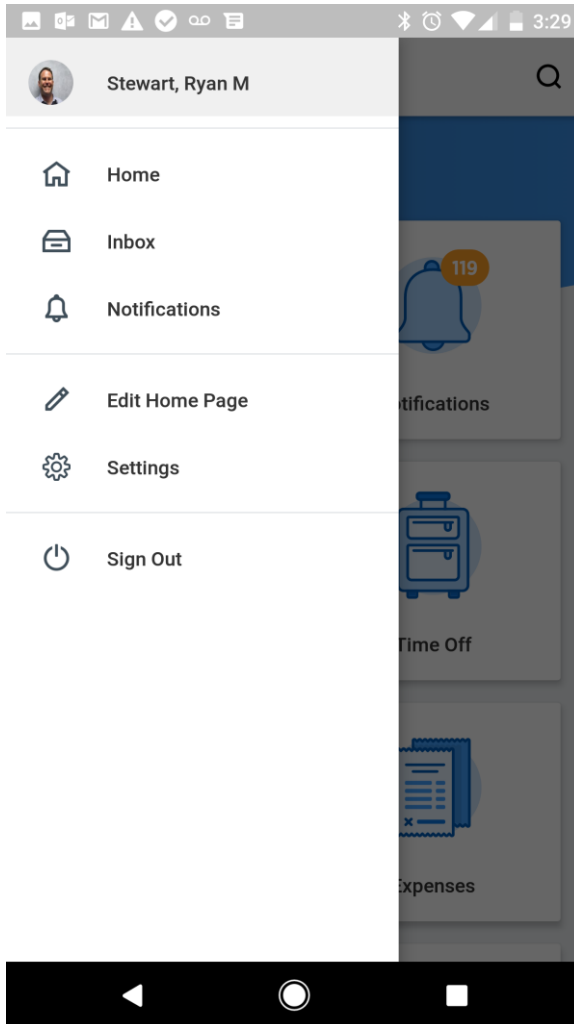 3:29
Stewart, Ryan M
Home
Inbox
119
Notifications
tifications
Edit Home Page
Settings
Sign Out
Time Off
Expenses